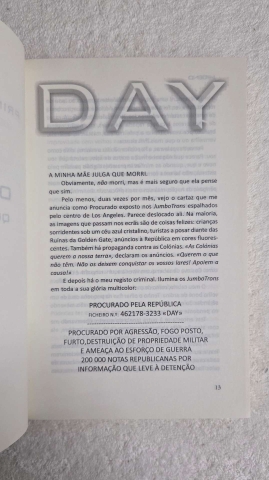 DAY
A MINHA MÃE JULGA QUE MORRI.
Obviamente, não morri, mas é mais seguro que ela pense
que sim.
Pelo menos, duas vezes por mês, vejo o cartaz que me
anuncia como Procurado exposto nos JumboTrons espalhados
pelo centro de Los Angeles. Parece deslocado ali. Na maioria,
as imagens que passam nos ecrãs são de coisas felizes: crianças
sorridentes sob um céu azul cristalino, turistas a posar diante das
Ruínas da Golden Gate, anúncios à República em cores fluores-
centes. Também há propaganda contra as Colónias. «As Colónias
querem a nossa terra», declaram os anúncios. «Querem o que
não têm. Não os deixem conquistar os vossos lares! Apoiem a
causa!»
E depois há o meu registo criminal. Ilumina os JumboTrons
em toda a sua glória multicolor:
PROCURADO PELA REPÚBLICA
FICHEIRO N.º: 462178-3233 «DAY»
PROCURADO POR AGRESSÃO, FOGO POSTO,
FURTO,DESTRUIÇÃO DE PROPRIEDADE MILITAR
E AMEAÇA AO ESFORÇO DE GUERRA
200 000 NOTAS REPUBLICANAS POR
INFORMAÇÃO QUE LEVE À DETENÇÃO
15